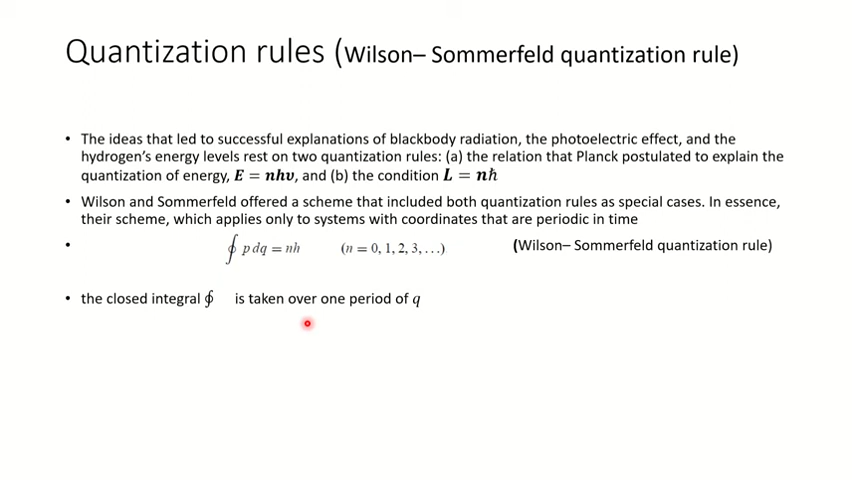 Quantization rules (Wilson– Sommerfeld quantization rule)
• The ideas that led to successful explanations of blackbody radiation, the photoelectric effect, and the
hydrogen's energy levels rest on two quantization rules: (a) the relation that Planck postulated to explain the
quantization of energy, E = nhυ, and (b) the condition L = nℏ
• Wilson and Sommerfeld offered a scheme that included both quantization rules as special cases. In essence,
their scheme, which applies only to systems with coordinates that are periodic in time
• ∮ p dq = nh (n = 0, 1, 2, 3, . . .) (Wilson– Sommerfeld quantization rule)
• the closed integral ∮ is taken over one period of q